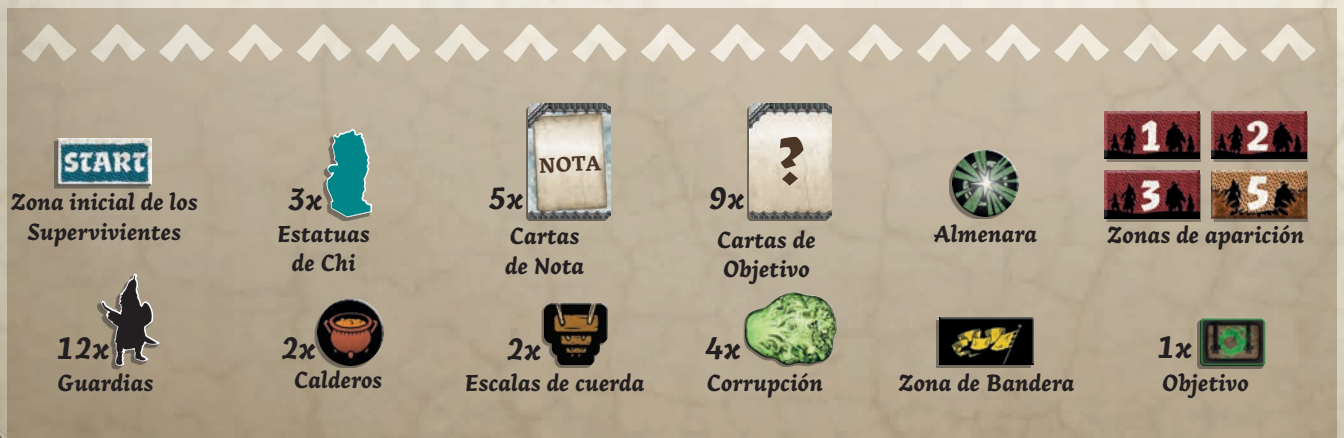 START
Zona inicial de los
Supervivientes
3x
Estatuas
de Chi
NOTA
5x
Cartas
de Nota
?
9x
Cartas de
Objetivo
Almenara
1 2
3 5
Zonas de aparición
12x
Guardias
2x
Calderos
2x
Escalas de cuerda
4x
Corrupción
Zona de Bandera
1x
Objetivo